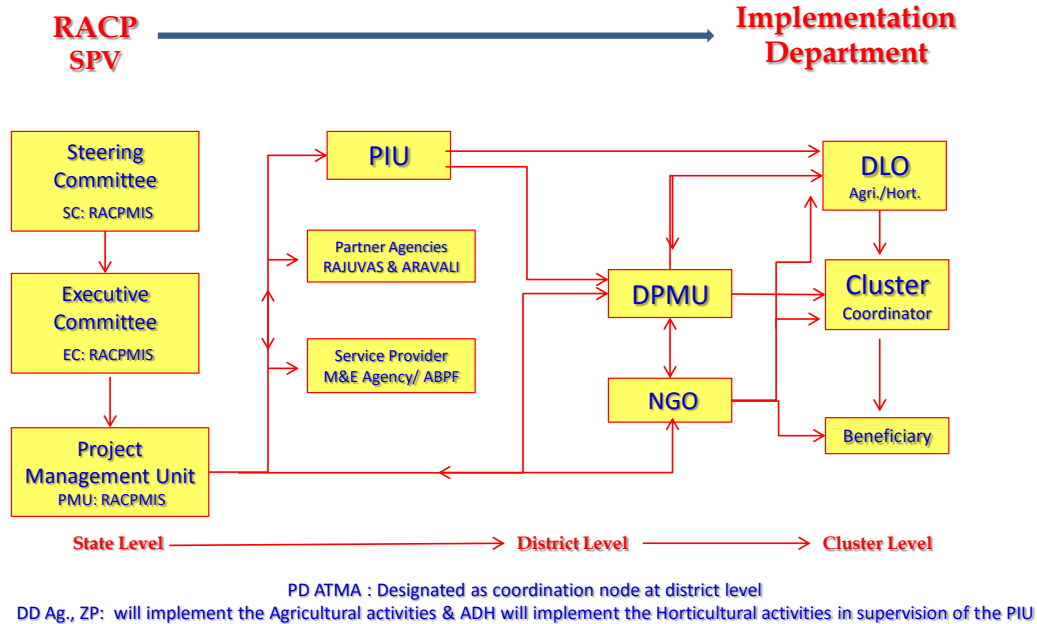 RACP
SPV
Implementation
Department
Steering
Committee
SC: RACPMIS
Executive
Committee
EC: RACPMIS
Project
Management Unit
PMU: RACPMIS
PIU
Partner Agencies
RAJUVAS & ARAVALI
Service Provider
M&E Agency/ ABPF
DPMU
NGO
DLO
Agri./Hort.
Cluster
Coordinator
Beneficiary
State Level
District Level
Cluster Level
PD ATMA : Designated as coordination node at district level
DD Ag., ZP: will implement the Agricultural activities & ADH will implement the Horticultural activities in supervision of the PIU